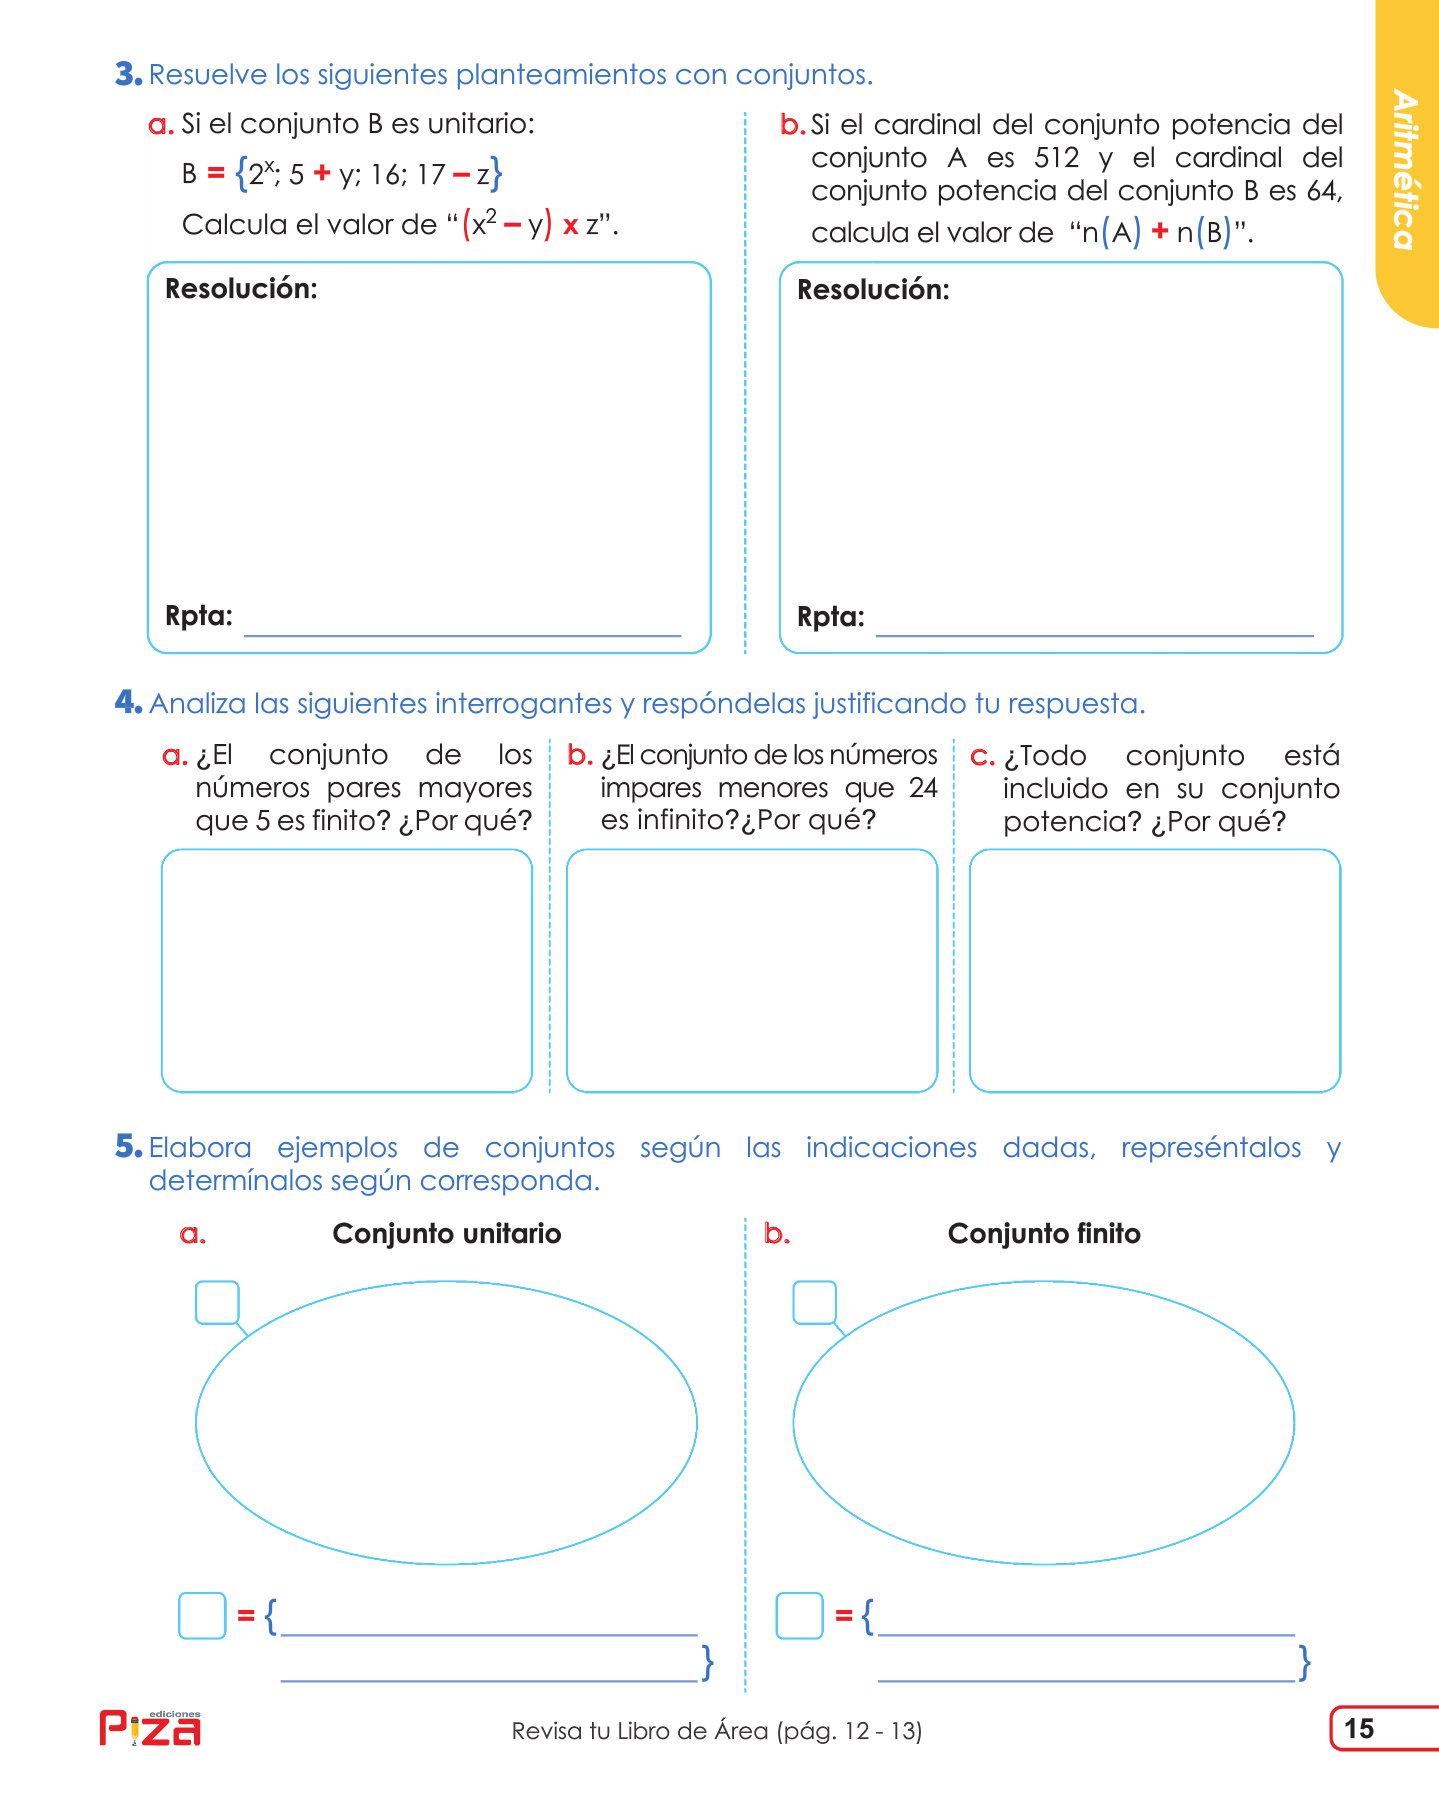 Aritmética
3. Resuelve los siguientes planteamientos con conjuntos.
a. Si el conjunto B es unitario:
B = {2ˣ; 5 + y; 16; 17 – z}
Calcula el valor de “(x² – y) x z”.
Resolución:
Rpta:
b. Si el cardinal del conjunto potencia del
conjunto A es 512 y el cardinal del
conjunto potencia del conjunto B es 64,
calcula el valor de “n(A) + n(B)”.
Resolución:
Rpta:
4. Analiza las siguientes interrogantes y respóndelas justificando tu respuesta.
a. ¿El conjunto de los
números pares mayores
que 5 es finito? ¿Por qué?
b. ¿El conjunto de los números
impares menores que 24
es infinito?¿Por qué?
c. ¿Todo conjunto está
incluido en su conjunto
potencia? ¿Por qué?
5. Elabora ejemplos de conjuntos según las indicaciones dadas, represéntalos y
determínalos según corresponda.
a. Conjunto unitario
= {
}
b. Conjunto finito
= {
}
ediciones
Piza
Revisa tu Libro de Área (pág. 12 - 13)
15